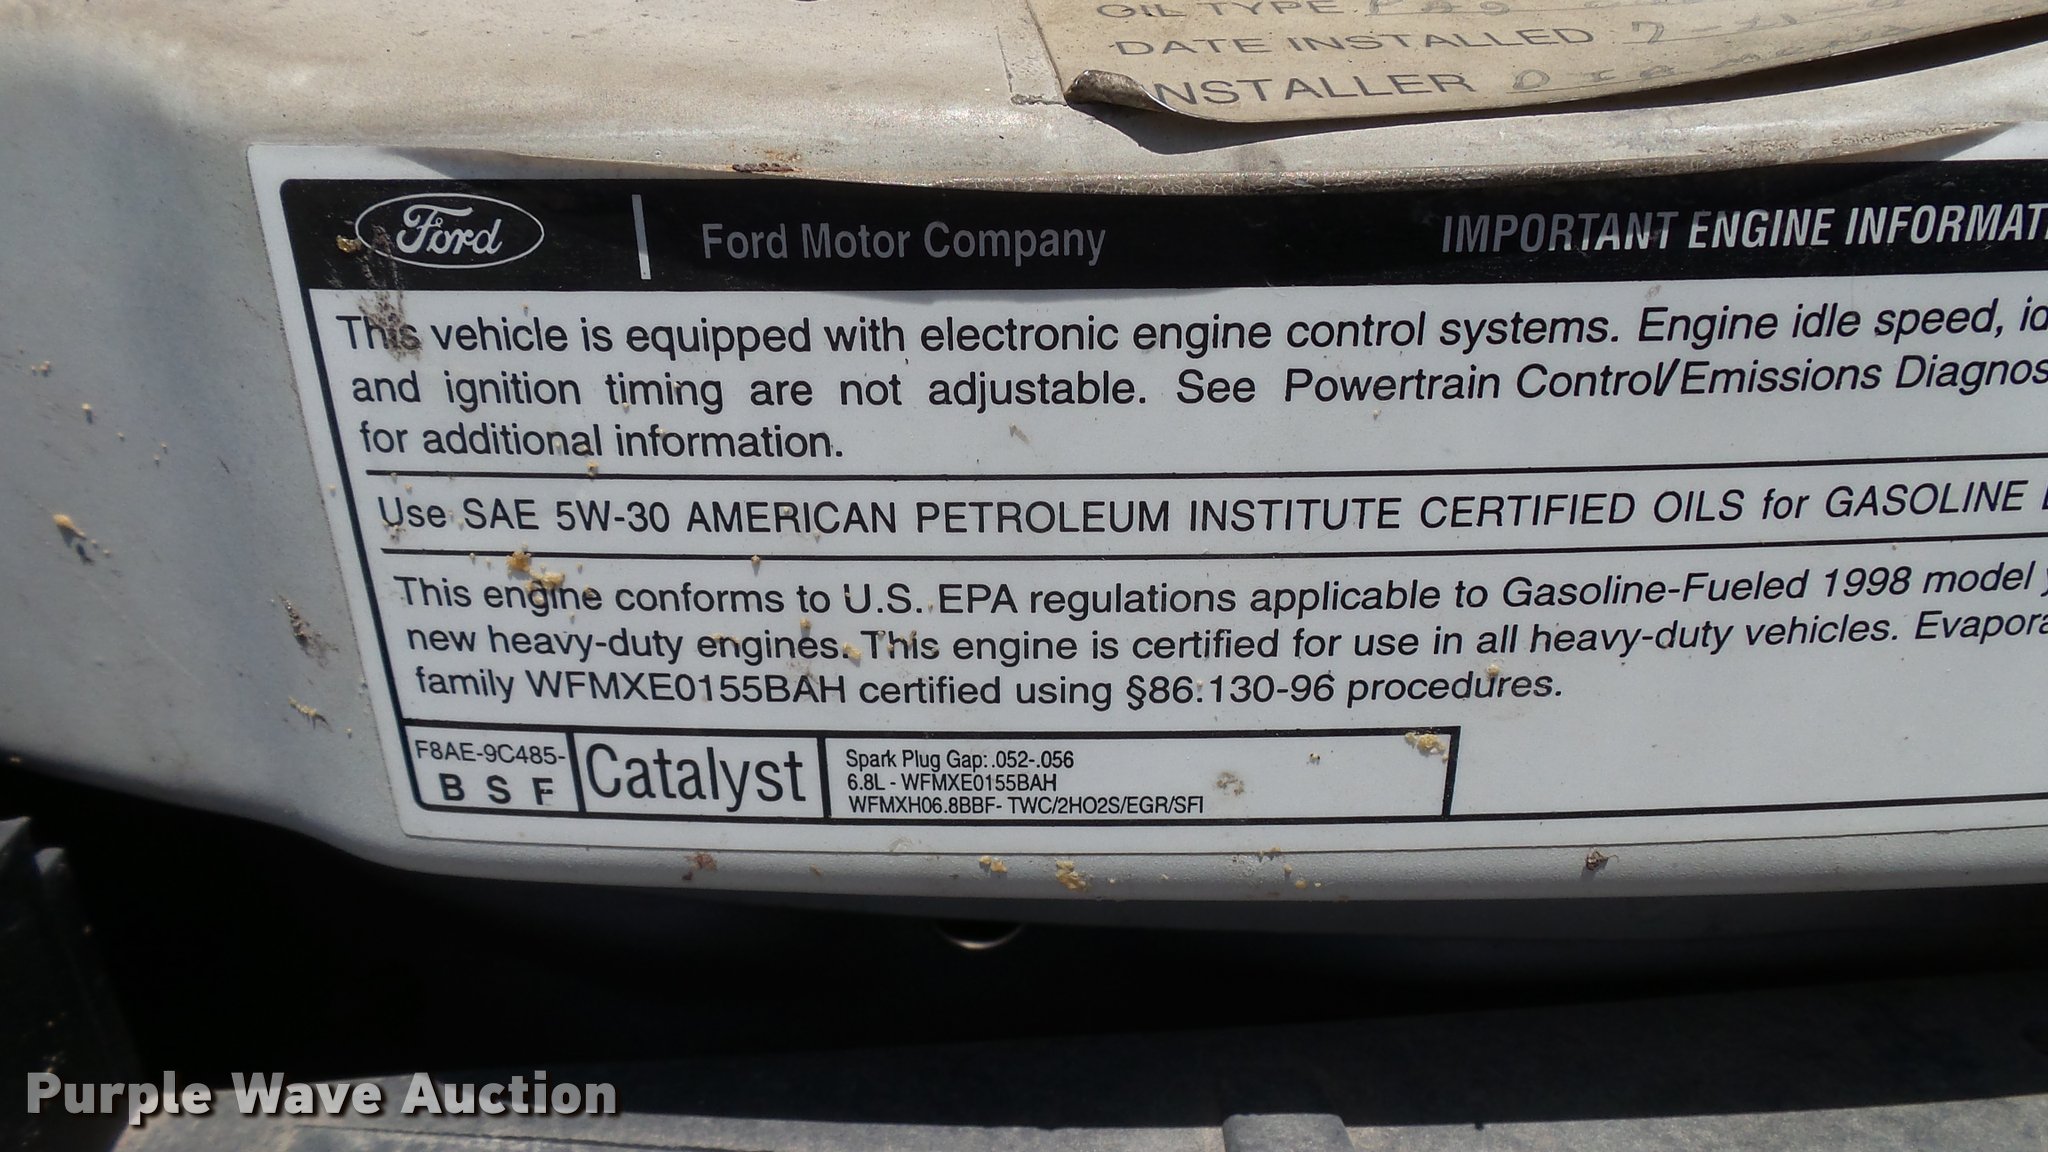 OIL TYPE
DATE INSTALLED
INSTALLER
Ford
Ford Motor Company
IMPORTANT ENGINE INFORMAT
This vehicle is equipped with electronic engine control systems. Engine idle speed, id
and ignition timing are not adjustable. See Powertrain Control/Emissions Diagnos
for additional information.
Use SAE 5W-30 AMERICAN PETROLEUM INSTITUTE CERTIFIED OILS for GASOLINE
This engine conforms to U.S. EPA regulations applicable to Gasoline-Fueled 1998 model
new heavy-duty engines. This engine is certified for use in all heavy-duty vehicles. Evapora
family WFMXE0155BAH certified using §86.130-96 procedures.
F8AE-9C485-
B S F
Catalyst
Spark Plug Gap: .052-.056
6.8L - WFMXE0155BAH
WFMXH06.8BBF- TWC/2HO2S/EGR/SFI
Purple Wave Auction